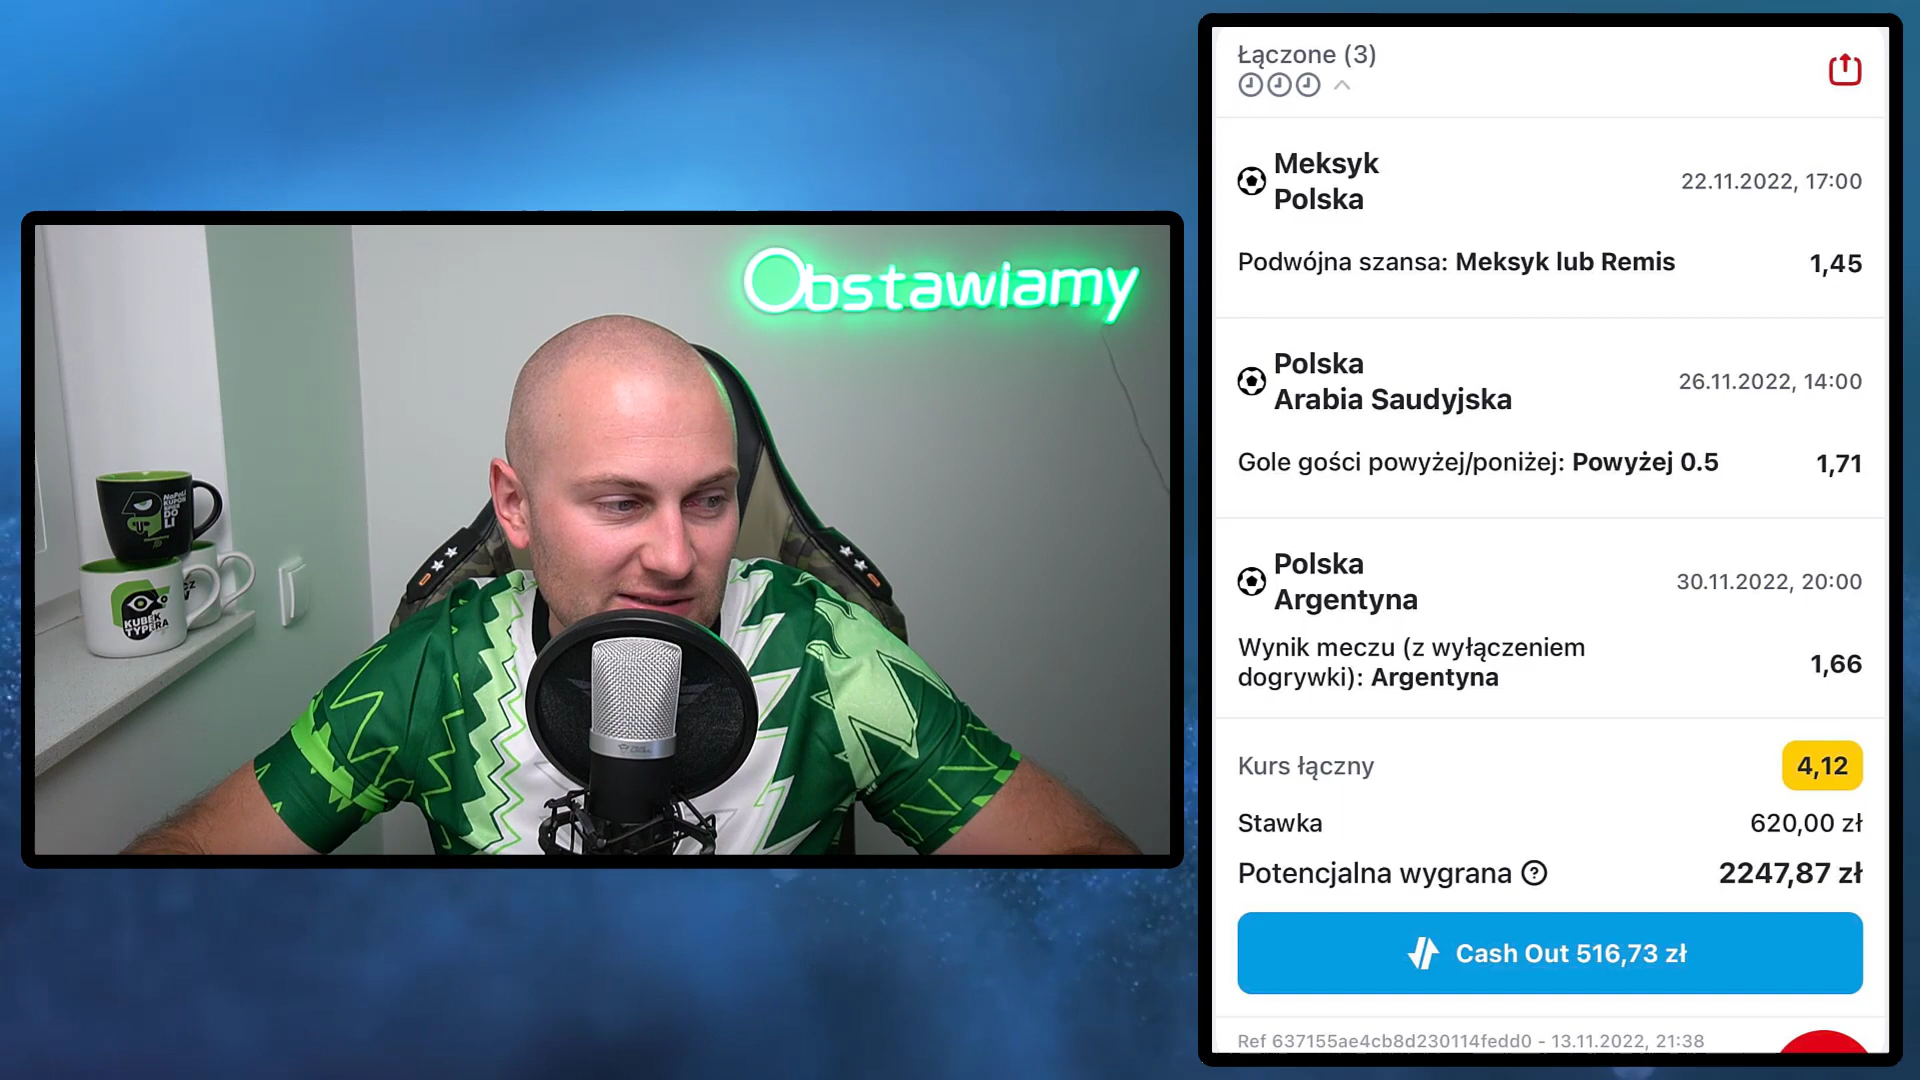 Łączone (3)
Meksyk
Polska
22.11.2022, 17:00
Podwójna szansa: Meksyk lub Remis
1,45
Polska
Arabia Saudyjska
26.11.2022, 14:00
Gole gości powyżej/poniżej: Powyżej 0.5
1,71
Polska
Argentyna
30.11.2022, 20:00
Wynik meczu (z wyłączeniem
dogrywki): Argentyna
1,66
Kurs łączny
4,12
Stawka
620,00 zł
Potencjalna wygrana ?
2247,87 zł
Cash Out 516,73 zł
Ref 637155ae4cb8d230114fedd0 - 13.11.2022, 21:38
Obstawiamy
KUPON
DO
LI
KUBEK
TYPERA